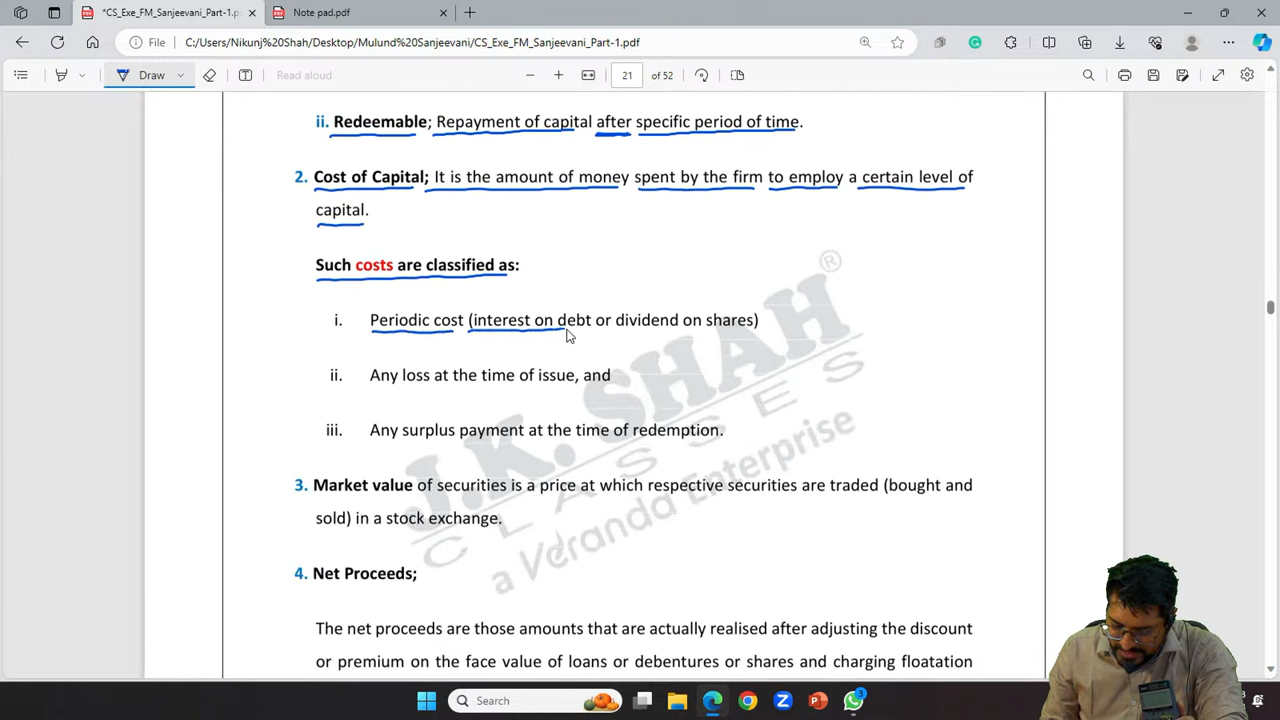 *CS_Exe_FM_Sanjeevani_Part-1.p
Note pad.pdf
File
C:/Users/Nikunj%20Shah/Desktop/Mulund%20Sanjeevani/CS_Exe_FM_Sanjeevani_Part-1.pdf
Draw
Read aloud
21 of 52
ii. Redeemable; Repayment of capital after specific period of time.
2. Cost of Capital; It is the amount of money spent by the firm to employ a certain level of
capital.
Such costs are classified as:
i. Periodic cost (interest on debt or dividend on shares)
ii. Any loss at the time of issue, and
iii. Any surplus payment at the time of redemption.
3. Market value of securities is a price at which respective securities are traded (bought and
sold) in a stock exchange.
4. Net Proceeds;
The net proceeds are those amounts that are actually realised after adjusting the discount
or premium on the face value of loans or debentures or shares and charging floatation
J.K. SHAH ®
CLASSES
a Veranda Enterprise
Search
3